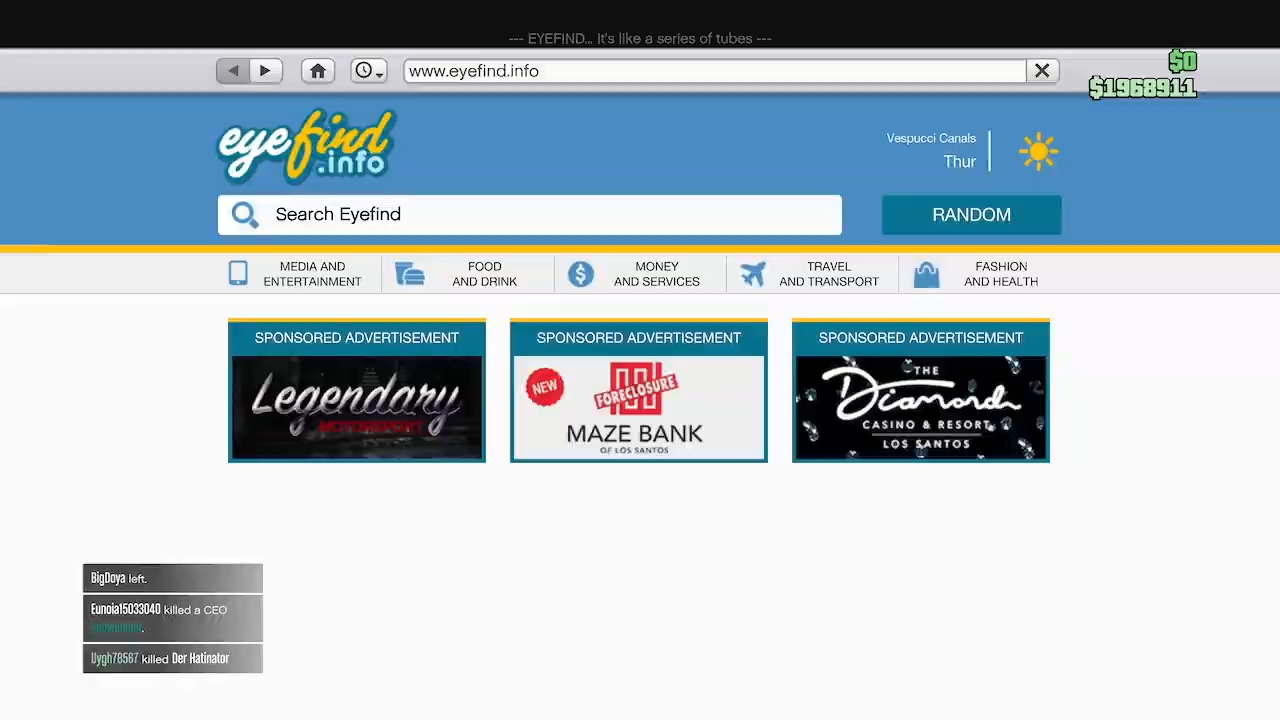 --- EYEFIND... It's like a series of tubes ---
www.eyefind.info
$0
$1968911
eyefind
.info
Vespucci Canals
Thur
Search Eyefind
RANDOM
MEDIA AND
ENTERTAINMENT
FOOD
AND DRINK
MONEY
AND SERVICES
TRAVEL
AND TRANSPORT
FASHION
AND HEALTH
SPONSORED ADVERTISEMENT
Legendary
MOTORSPORT
SPONSORED ADVERTISEMENT
NEW
FORECLOSURE
MAZE BANK
OF LOS SANTOS
SPONSORED ADVERTISEMENT
THE
Diamond
CASINO & RESORT
LOS SANTOS
BigDoya left.
Eunoia15033040 killed a CEO
Uygh78567 killed Der Hatinator